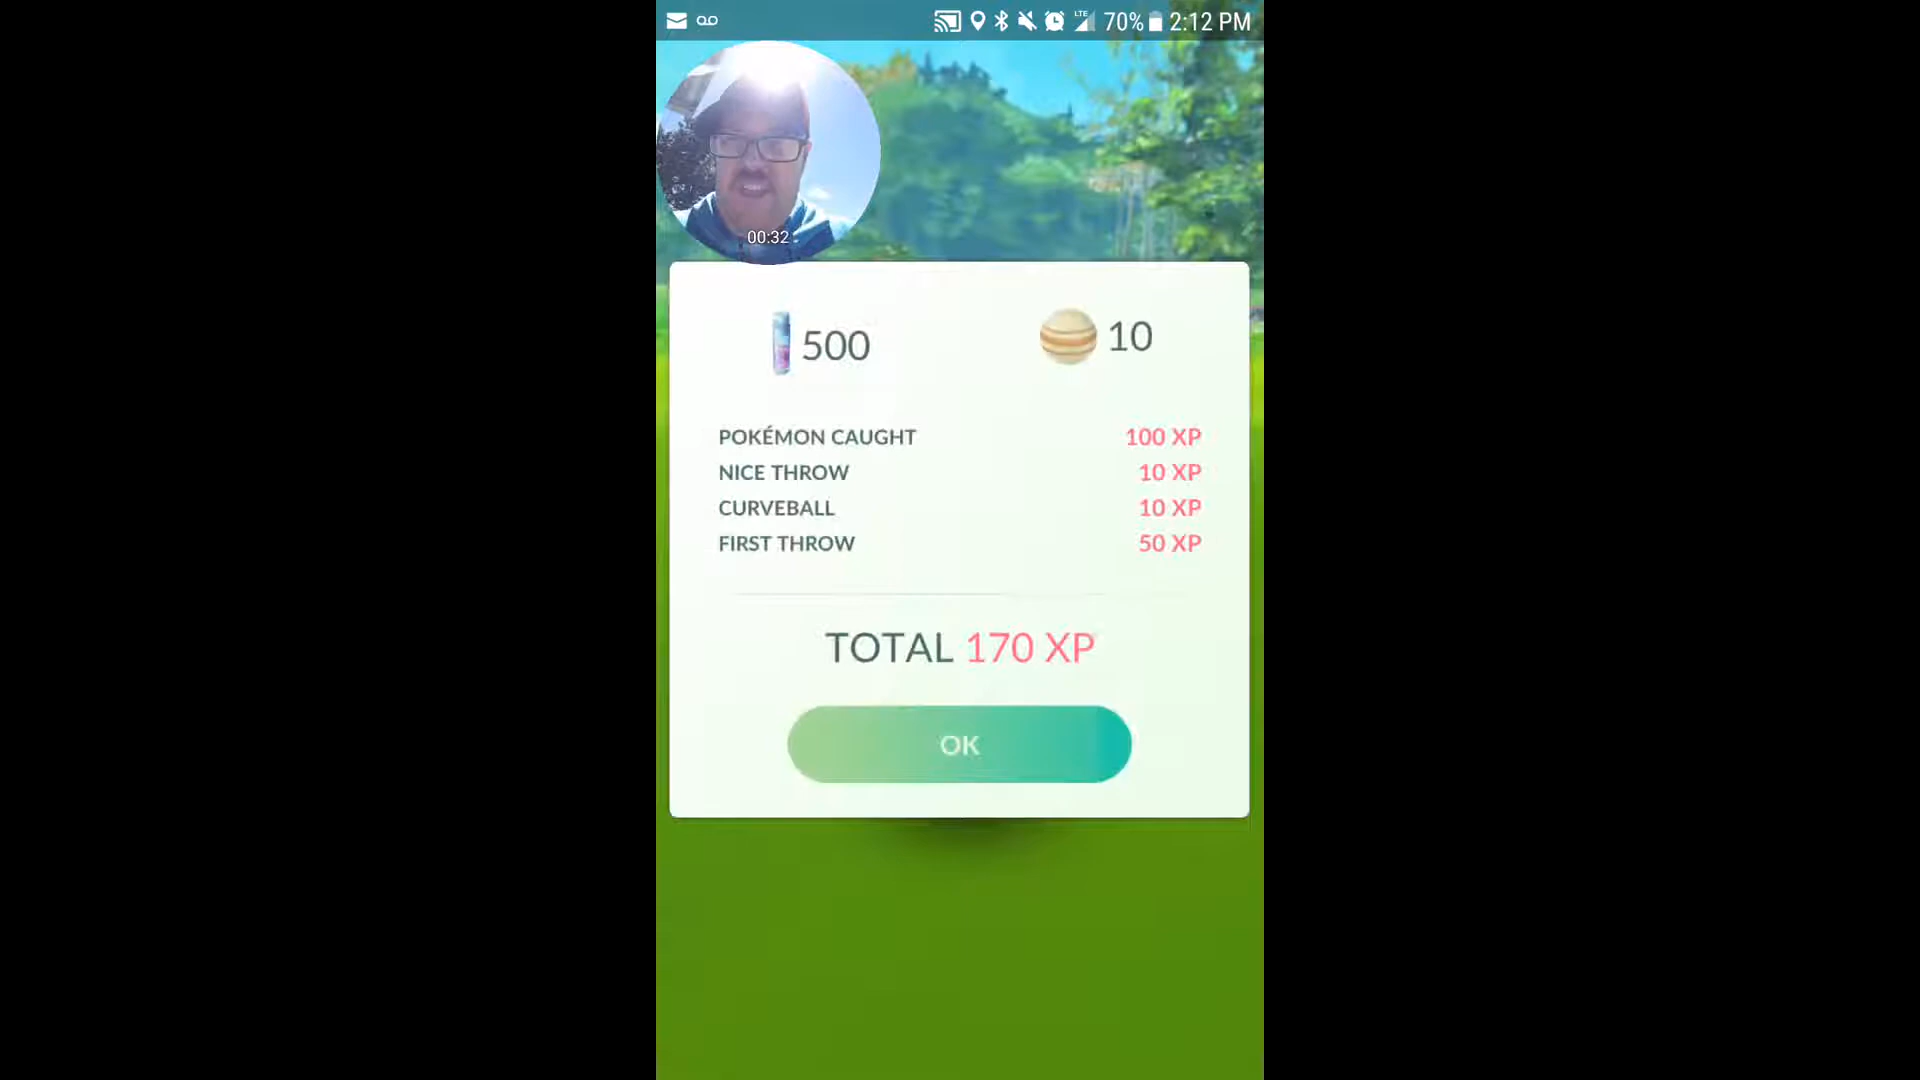 LTE 70% 2:12 PM
00:32
500 10
POKÉMON CAUGHT 100 XP
NICE THROW 10 XP
CURVEBALL 10 XP
FIRST THROW 50 XP
TOTAL 170 XP
OK